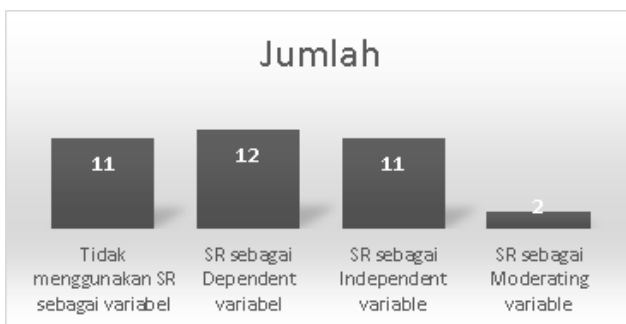 Jumlah
11
12
11
2
Tidak
menggunakan SR
sebagai variabel
SR sebagai
Dependent
variabel
SR sebagai
Independent
variable
SR sebagai
Moderating
variable